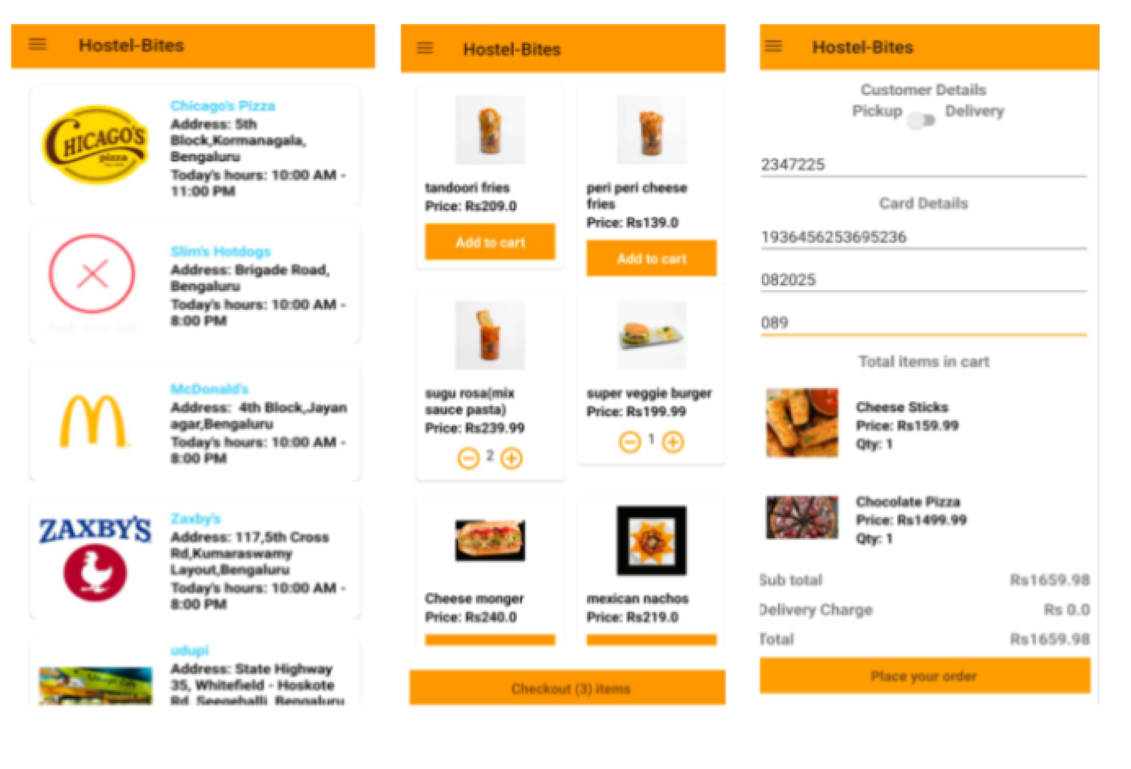 Hostel-Bites
CHICAGO'S
pizza
Chicago's Pizza
Address: 5th
Block,Kormanagala,
Bengaluru
Today's hours: 10:00 AM -
11:00 PM
Slim's Hotdogs
Address: Brigade Road,
Bengaluru
Today's hours: 10:00 AM -
8:00 PM
McDonald's
Address: 4th Block,Jayan
agar,Bengaluru
Today's hours: 10:00 AM -
8:00 PM
ZAXBY'S
Zaxby's
Address: 117,5th Cross
Rd,Kumaraswamy
Layout,Bengaluru
Today's hours: 10:00 AM -
8:00 PM
udupi
Address: State Highway
35, Whitefield - Hoskote
Rd, Seegehalli, Bengaluru,
Hostel-Bites
tandoori fries
Price: Rs209.0
Add to cart
peri peri cheese
fries
Price: Rs139.0
Add to cart
sugu rosa(mix
sauce pasta)
Price: Rs239.99
2
super veggie burger
Price: Rs199.99
1
Cheese monger
Price: Rs240.0
mexican nachos
Price: Rs219.0
Checkout (3) items
Hostel-Bites
Customer Details
Pickup Delivery
2347225
Card Details
1936456253695236
082025
089
Total items in cart
Cheese Sticks
Price: Rs159.99
Qty: 1
Chocolate Pizza
Price: Rs1499.99
Qty: 1
Sub total Rs1659.98
Delivery Charge Rs 0.0
Total Rs1659.98
Place your order